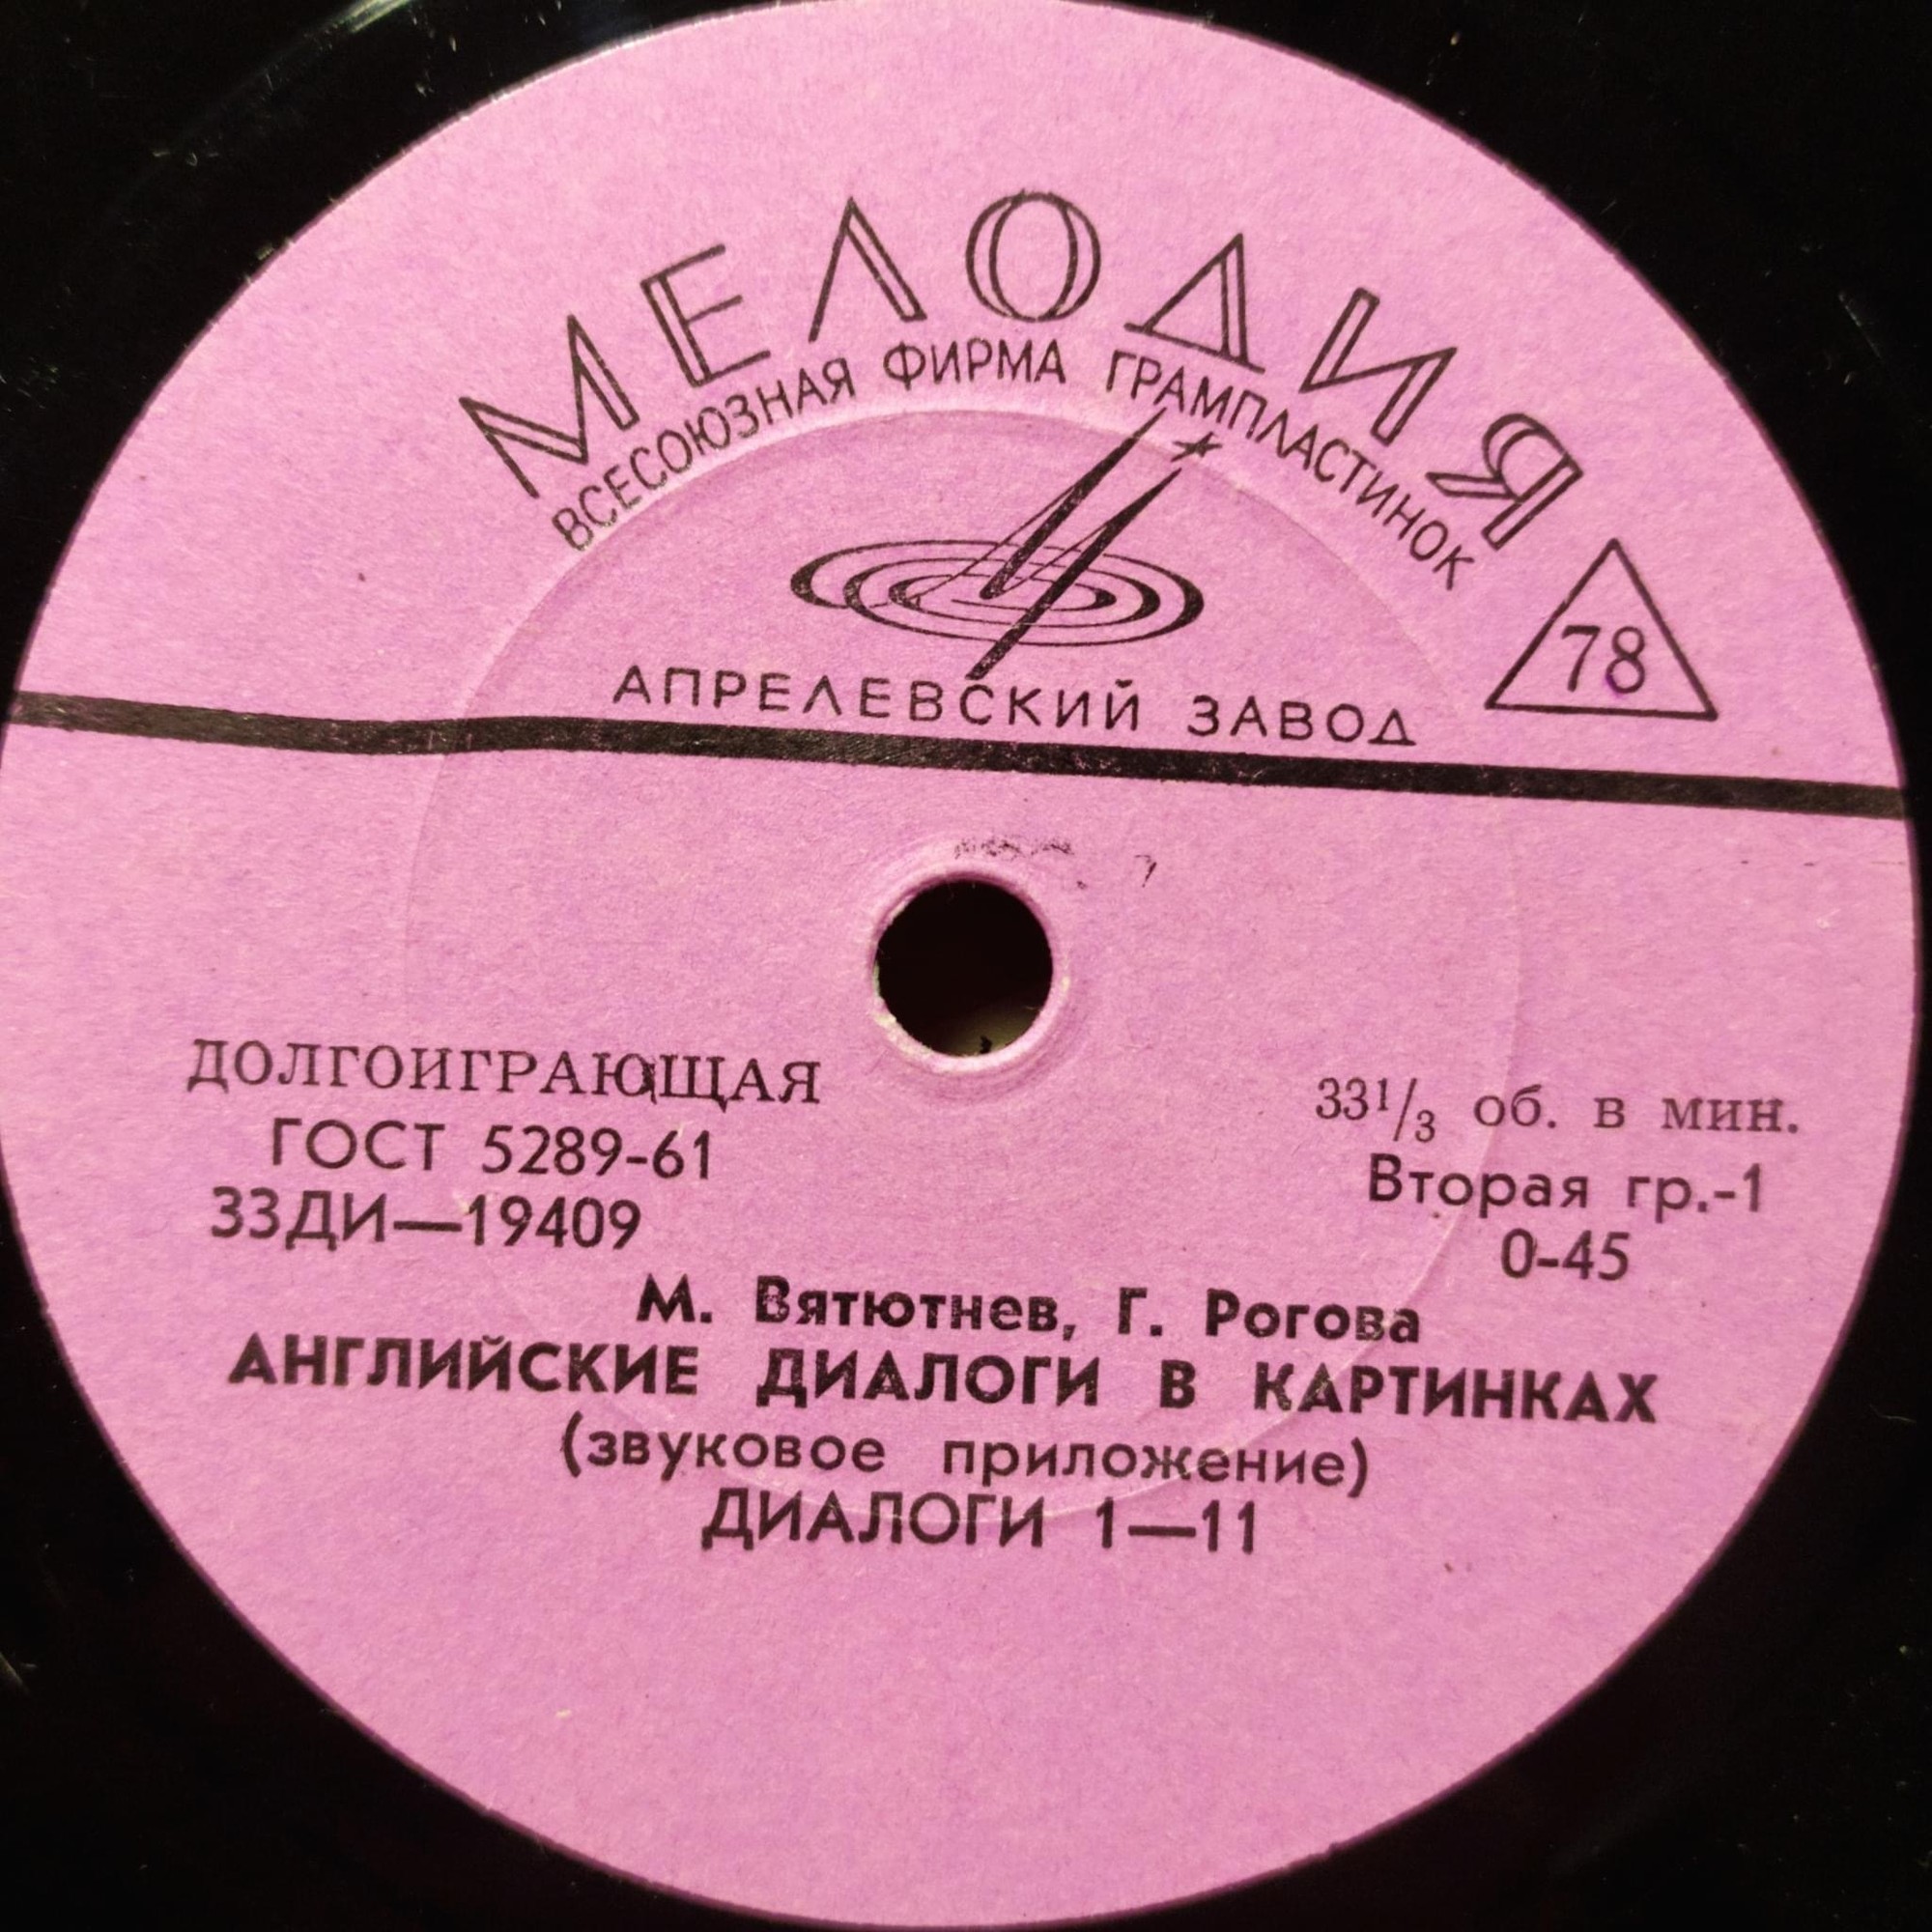 МЕЛОДИЯ
ВСЕСОЮЗНАЯ ФИРМА ГРАМПЛАСТИНОК
78
АПРЕЛЕВСКИЙ ЗАВОД
ДОЛГОИГРАЮЩАЯ
ГОСТ 5289-61
33ДИ—19409
33 1/3 об. в мин.
Вторая гр.-1
0-45
М. Вятютнев, Г. Рогова
АНГЛИЙСКИЕ ДИАЛОГИ В КАРТИНКАХ
(звуковое приложение)
ДИАЛОГИ 1—11